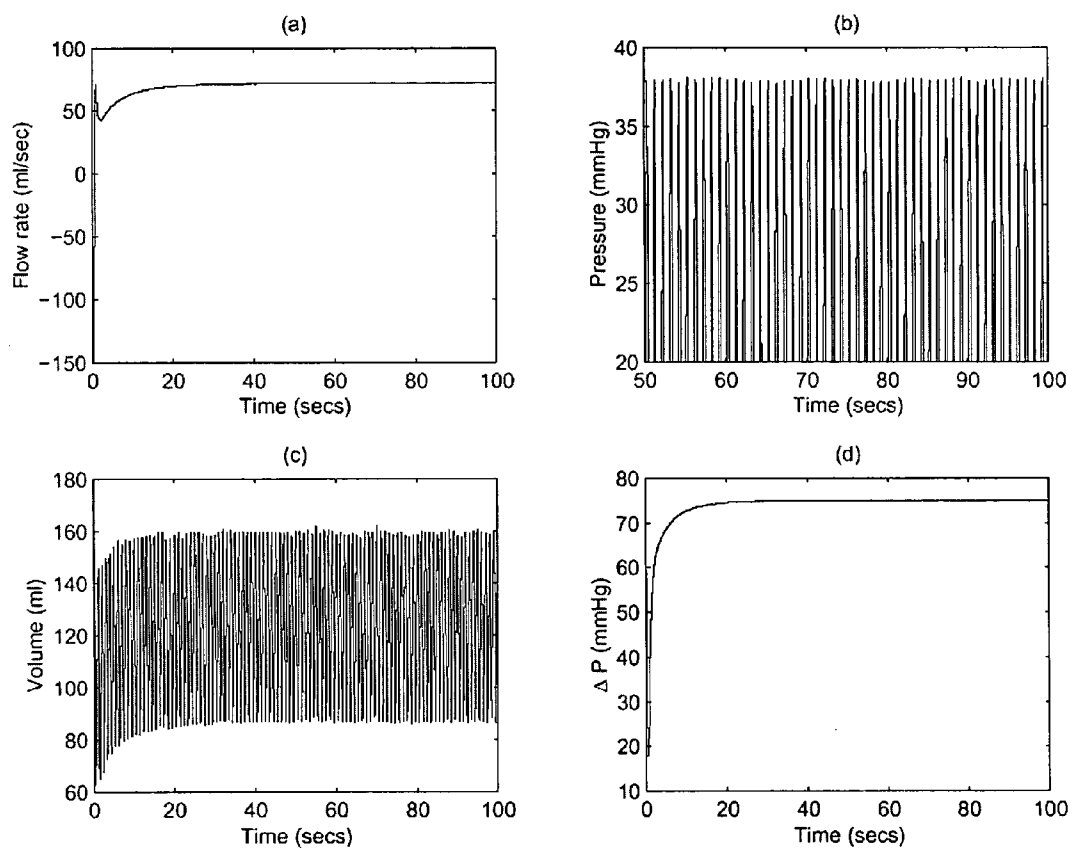 (a)
100
50
0
−50
−100
−150
Flow rate (ml/sec)
0 20 40 60 80 100
Time (secs)
(b)
40
35
30
25
20
Pressure (mmHg)
50 60 70 80 90 100
Time (secs)
(c)
180
160
140
120
100
80
60
Volume (ml)
0 20 40 60 80 100
Time (secs)
(d)
80
70
60
50
40
30
20
10
Δ P (mmHg)
0 20 40 60 80 100
Time (secs)